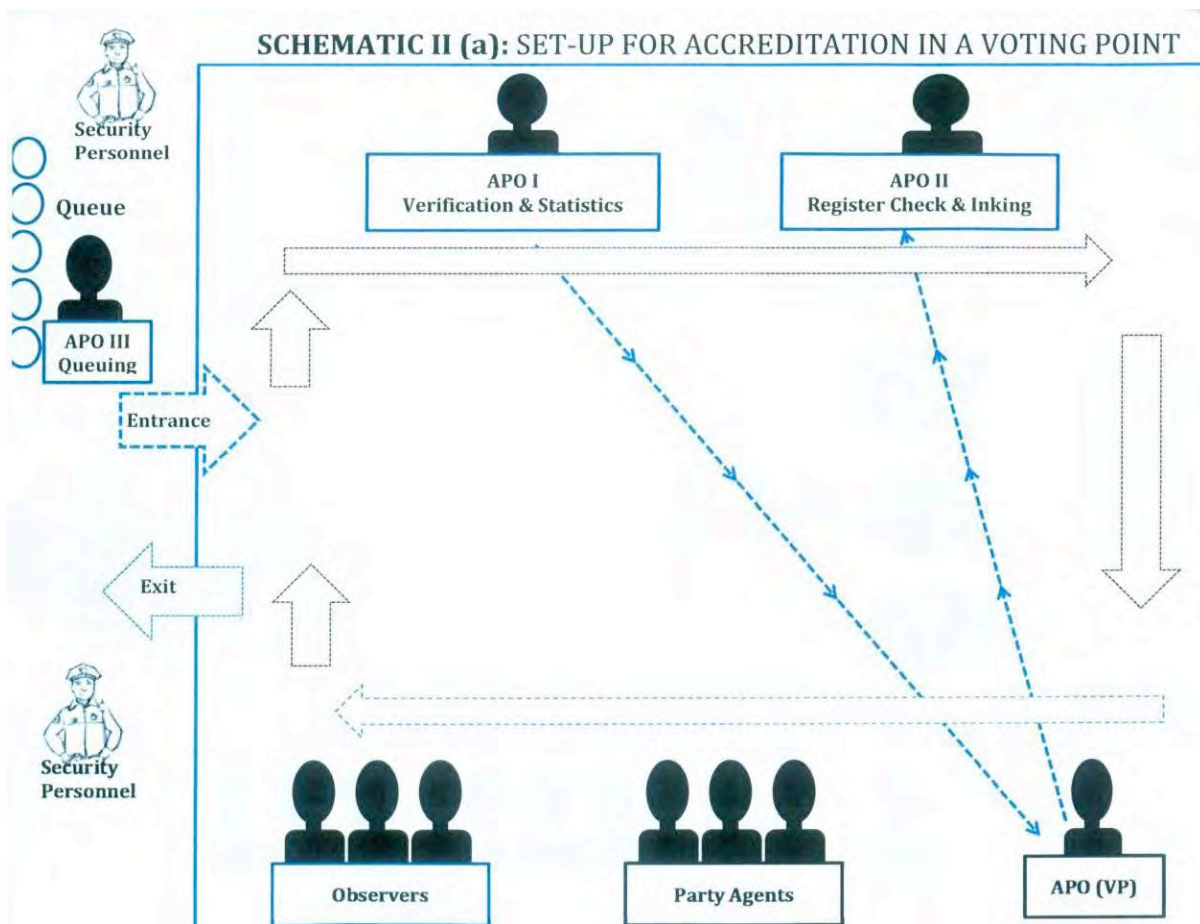 SCHEMATIC II (a): SET-UP FOR ACCREDITATION IN A VOTING POINT
Security
Personnel
Queue
APO III
Queuing
APO I
Verification & Statistics
APO II
Register Check & Inking
Entrance
Exit
Security
Personnel
Observers
Party Agents
APO (VP)